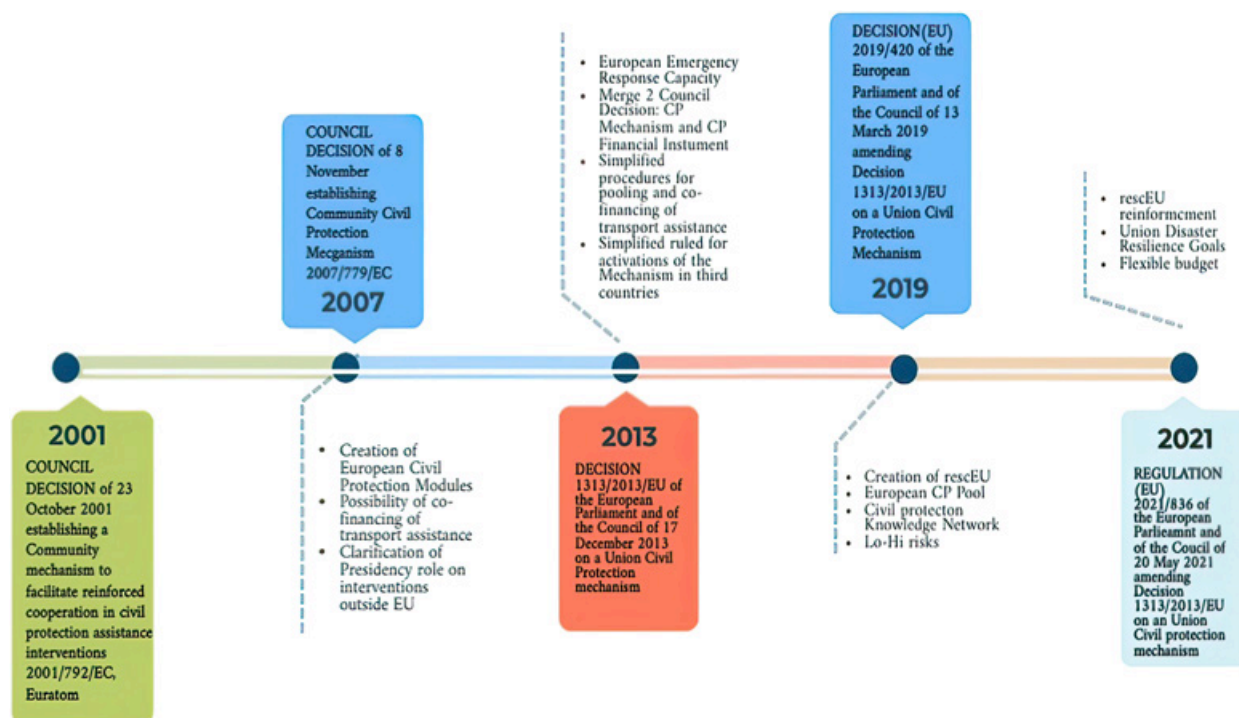 2001
COUNCIL
DECISION of 23
October 2001
establishing a
Community
mechanism to
facilitate reinforced
cooperation in civil
protection assistance
interventions
2001/792/EC,
Euratom
COUNCIL
DECISION of 8
November
establishing
Community Civil
Protection
Mecganism
2007/779/EC
2007
• Creation of
European Civil
Protection Modules
• Possibility of co-
financing of
transport assistance
• Clarification of
Presidency role on
interventions
outside EU
• European Emergency
Response Capacity
• Merge 2 Council
Decision: CP
Mechanism and CP
Financial Instument
• Simplified
procedures for
pooling and co-
financing of
transport assistance
• Simplified ruled for
activations of the
Mechanism in third
countries
2013
DECISION
1313/2013/EU of
the European
Parliament and of
the Council of 17
December 2013
on a Union Civil
Protection
mechanism
DECISION (EU)
2019/420 of the
European
Parliament and of
the Council of 13
March 2019
amending
Decision
1313/2013/EU
on a Union Civil
Protection
Mechanism
2019
• Creation of rescEU
• European CP Pool
• Civil protecton
Knowledge Network
• Lo-Hi risks
• rescEU
reinforncment
• Union Disaster
Resilience Goals
• Flexible budget
2021
REGULATION
(EU)
2021/836 of
the European
Parlieamnt and
of the Coucil of
20 May 2021
amending
Decision
1313/2013/EU
on an Union
Civil protection
mechanism